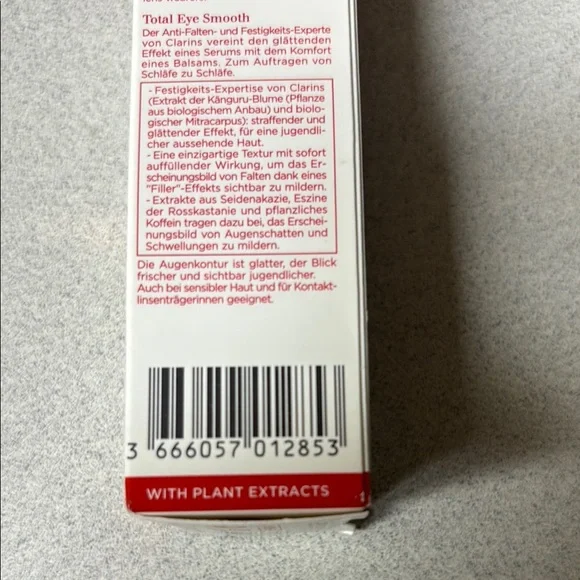 Total Eye Smooth
Der Anti-Falten- und Festigkeits-Experte
von Clarins vereint den glättenden
Effekt eines Serums mit dem Komfort
eines Balsams. Zum Auftragen von
Schläfe zu Schläfe.
- Festigkeits-Expertise von Clarins
(Extrakt der Känguru-Blume (Pflanze
aus biologischem Anbau) und biolo-
gischer Mitracarpus): straffender und
glättender Effekt, für eine jugendli-
cher aussehende Haut.
- Eine einzigartige Textur mit sofort
auffüllender Wirkung, um das Er-
scheinungsbild von Falten dank eines
"Filler"-Effekts sichtbar zu mildern.
- Extrakte aus Seidenakazie, Eszine
der Rosskastanie und pflanzliches
Koffein tragen dazu bei, das Erschei-
nungsbild von Augenschatten und
Schwellungen zu mildern.
Die Augenkontur ist glatter, der Blick
frischer und sichtbar jugendlicher.
Auch bei sensibler Haut und für Kontakt-
linsenträgerinnen geeignet.
3 666057 012853
WITH PLANT EXTRACTS